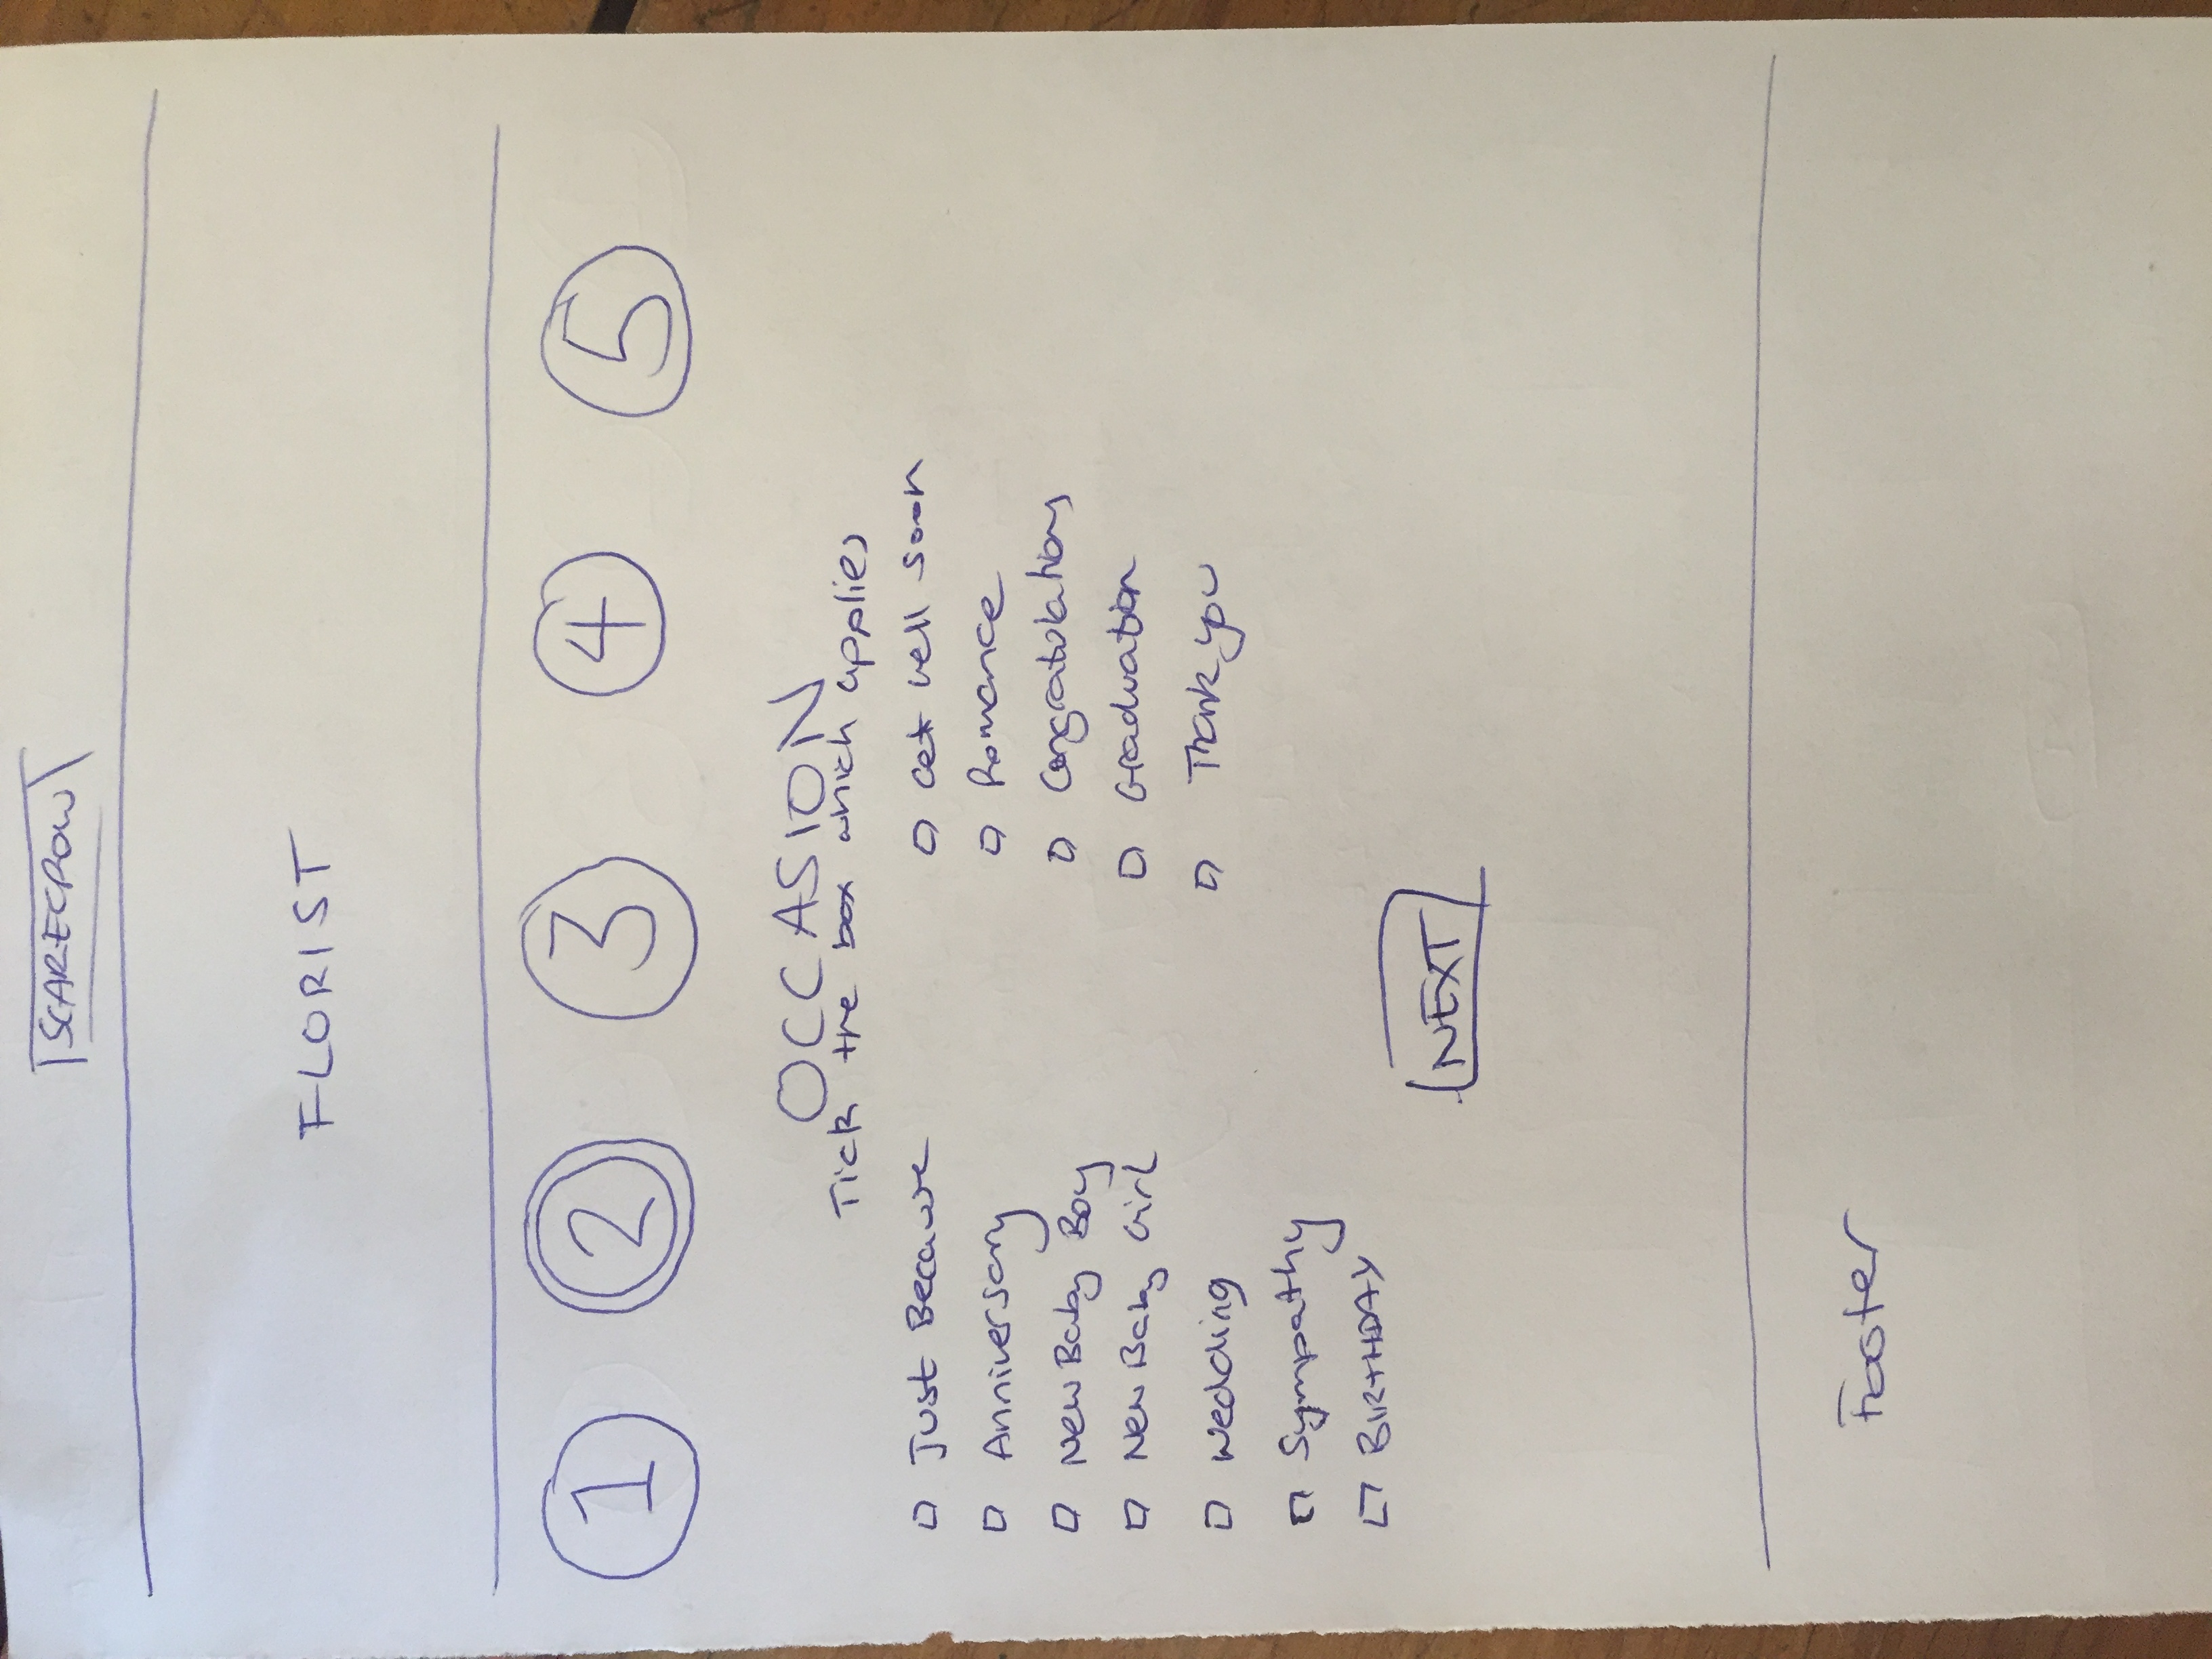 SCARECROW
FLORIST
1 2 3 4 5
OCCASION
Tick the box which applies
Just Because
Anniversary
New Baby Boy
New Baby Girl
Wedding
Sympathy
BIRTHDAY
Get well soon
Romance
Congratulations
Graduation
Thank you
NEXT
Footer